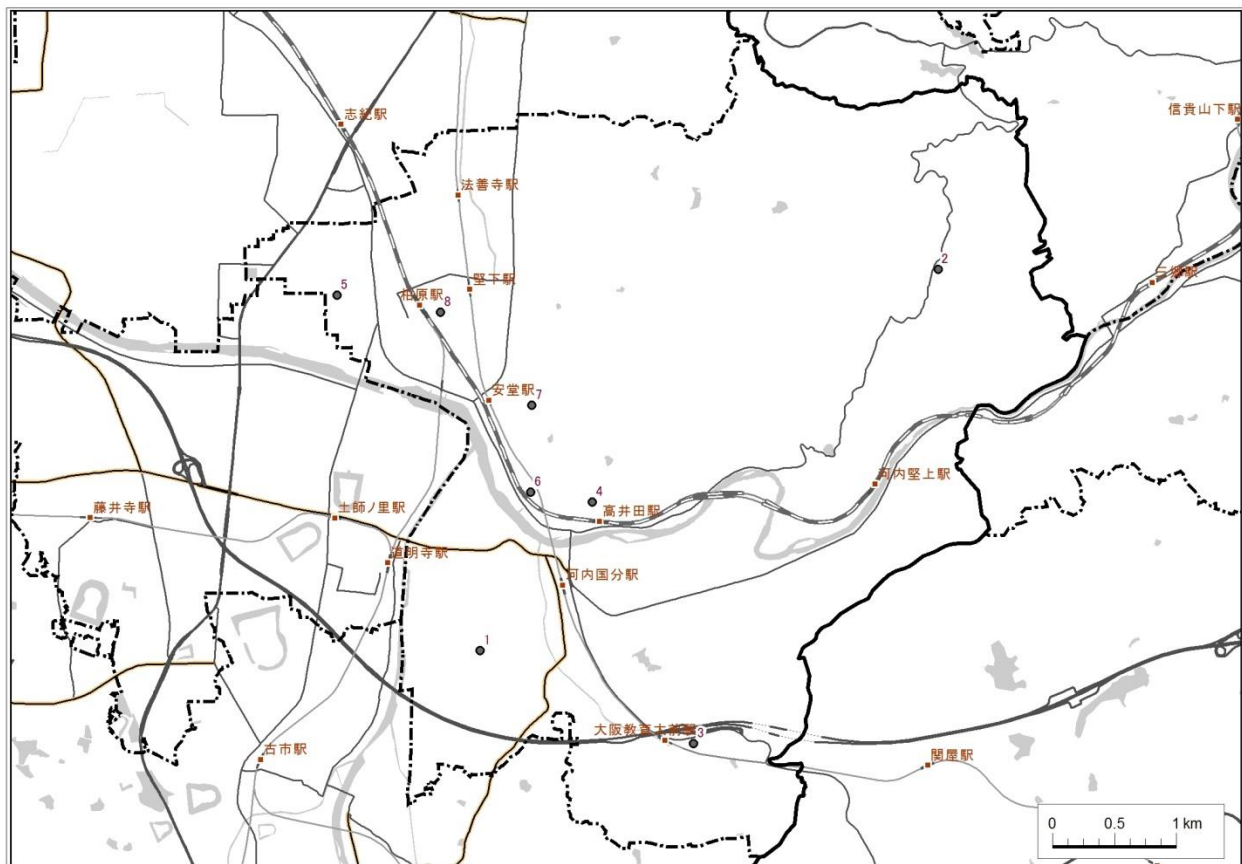 志紀駅
信貴山下駅
法善寺駅
2
三郷駅
5
堅下駅
柏原駅
8
安堂駅
7
河内堅上駅
6
4
藤井寺駅
土師ノ里駅
高井田駅
道明寺駅
河内国分駅
1
大阪教育大前駅
3
古市駅
関屋駅
0 0.5 1 km